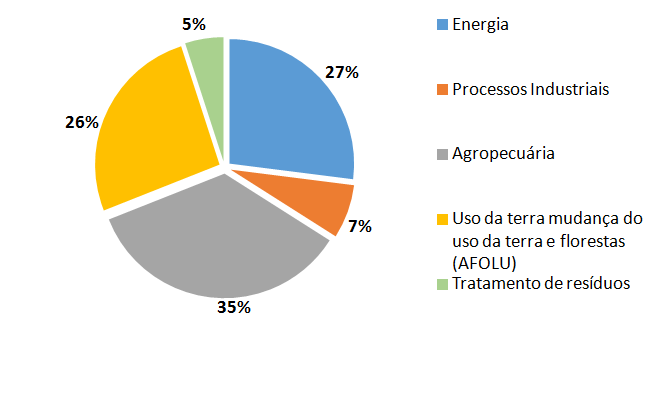 5%
27%
26%
7%
35%
Energia
Processos Industriais
Agropecuária
Uso da terra mudança do
uso da terra e florestas
(AFOLU)
Tratamento de resíduos